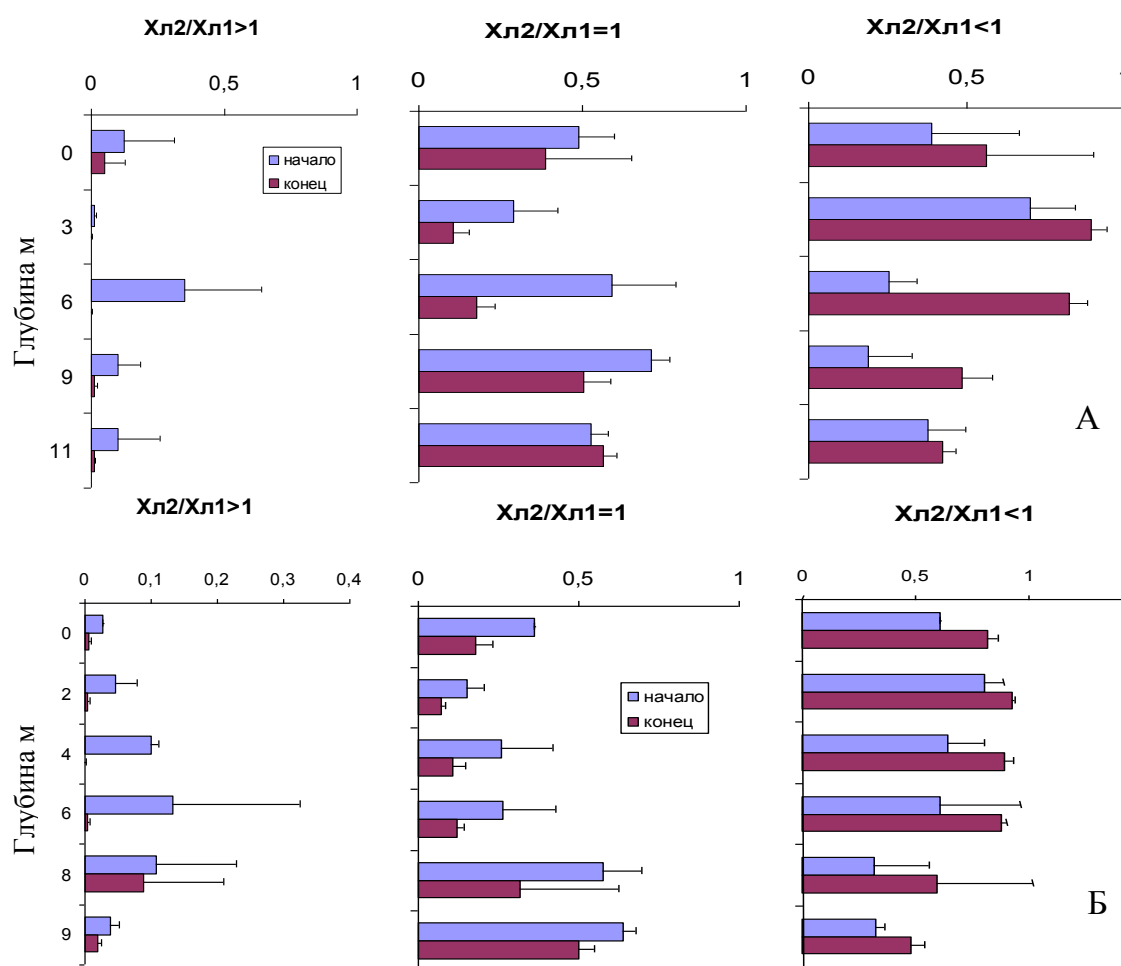 Хл2/Хл1>1
Хл2/Хл1=1
Хл2/Хл1<1
0 0,5 1
0 0,5 1
0 0,5 1
начало
конец
Глубина м
0
3
6
9
11
А
Хл2/Хл1>1
Хл2/Хл1=1
Хл2/Хл1<1
0 0,1 0,2 0,3 0,4
0 0,5 1
0 0,5 1
начало
конец
Глубина м
0
2
4
6
8
9
Б